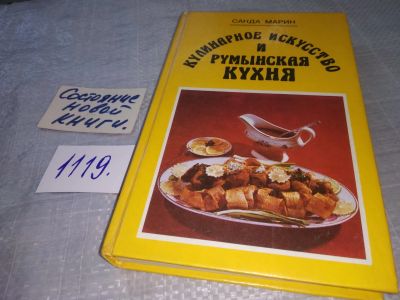 САНДА МАРИН
КУЛИНАРНОЕ ИСКУССТВО
И
РУМЫНСКАЯ
КУХНЯ
Состояние
новой
книги.
1119.